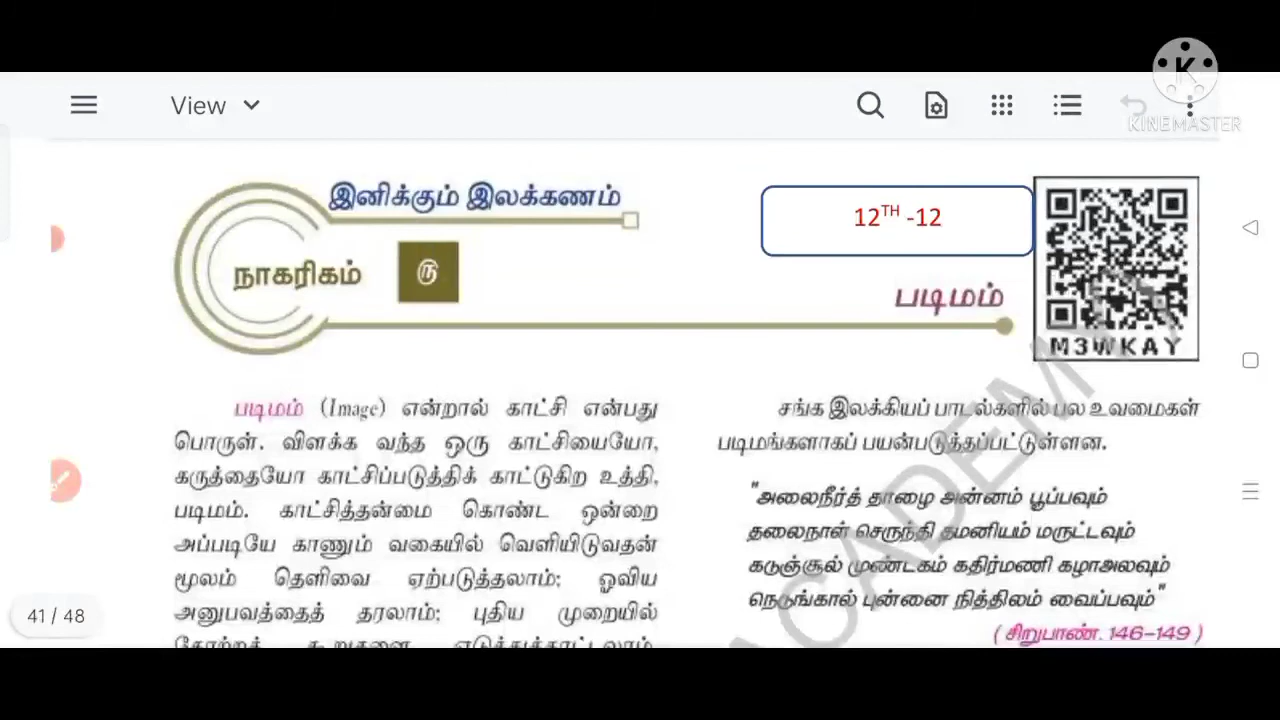 KINEMASTER
View
இனிக்கும் இலக்கணம்
12TH -12
நாகரிகம்
௫
படிமம்
M3WKAY
படிமம் (Image) என்றால் காட்சி என்பது
பொருள். விளக்க வந்த ஒரு காட்சியையோ,
கருத்தையோ காட்சிப்படுத்திக் காட்டுகிற உத்தி,
படிமம். காட்சித்தன்மை கொண்ட ஒன்றை
அப்படியே காணும் வகையில் வெளியிடுவதன்
மூலம் தெளிவை ஏற்படுத்தலாம்; ஓவிய
அனுபவத்தைத் தரலாம்; புதிய முறையில்
சங்க இலக்கியப் பாடல்களில் பல உவமைகள்
படிமங்களாகப் பயன்படுத்தப்பட்டுள்ளன.
"அலைநீர்த் தாழை அன்னம் பூப்பவும்
தலைநாள் செருந்தி தமனியம் மருட்டவும்
கடுஞ்சூல் முண்டகம் கதிர்மணி கழாஅலவும்
நெடுங்கால் புன்னை நித்திலம் வைப்பவும்"
( சிறுபாண். 146–149 )
ACADEMY
41 / 48